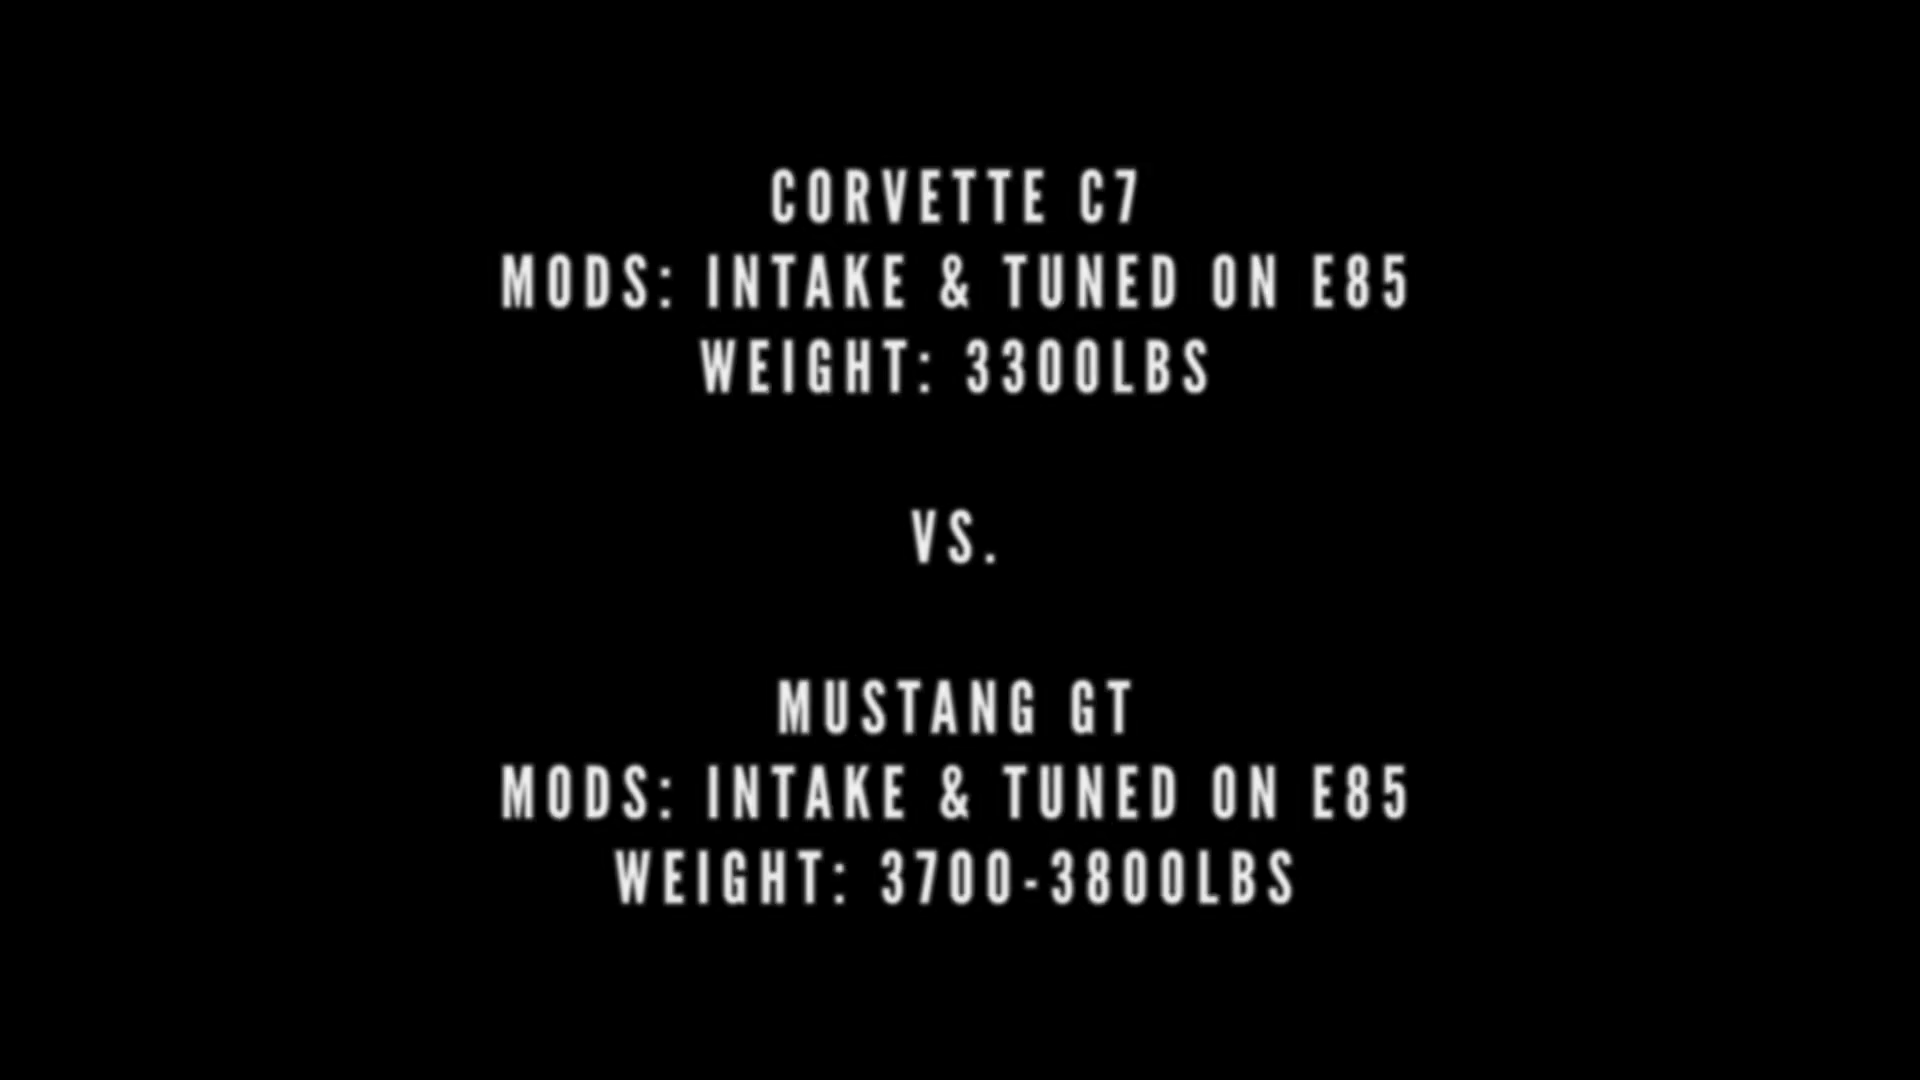 CORVETTE C7
MODS: INTAKE & TUNED ON E85
WEIGHT: 3300LBS
VS.
MUSTANG GT
MODS: INTAKE & TUNED ON E85
WEIGHT: 3700-3800LBS